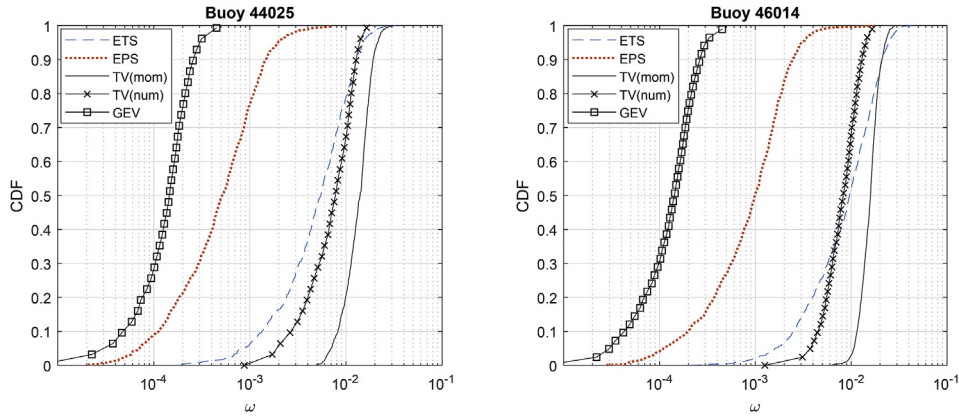 Buoy 44025
1
0.9
0.8
0.7
0.6
0.5
0.4
0.3
0.2
0.1
0
CDF
ETS
EPS
TV(mom)
TV(num)
GEV
10-4
10-3
10-2
10-1
ω
Buoy 46014
1
0.9
0.8
0.7
0.6
0.5
0.4
0.3
0.2
0.1
0
CDF
ETS
EPS
TV(mom)
TV(num)
GEV
10-4
10-3
10-2
10-1
ω